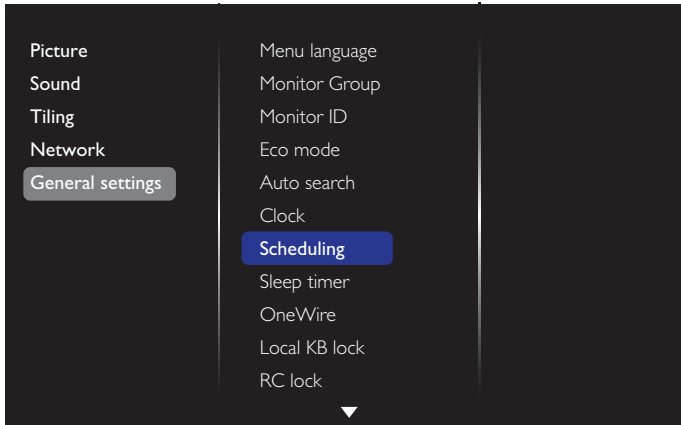 Picture
Sound
Tiling
Network
General settings
Menu language
Monitor Group
Monitor ID
Eco mode
Auto search
Clock
Scheduling
Sleep timer
OneWire
Local KB lock
RC lock